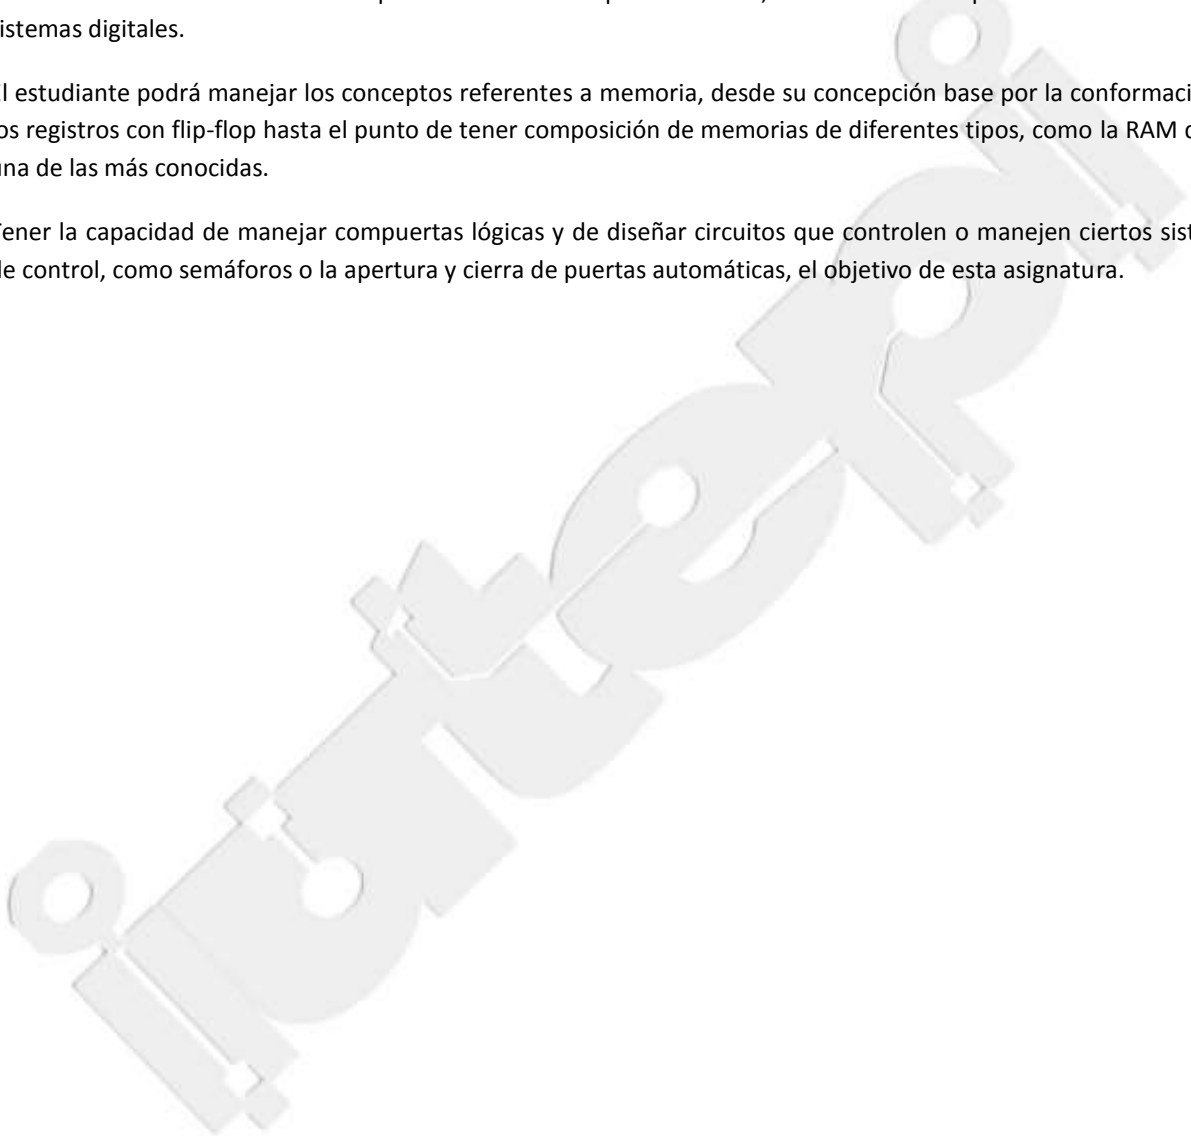 istemas digitales.
l estudiante podrá manejar los conceptos referentes a memoria, desde su concepción base por la conformaci
os registros con flip-flop hasta el punto de tener composición de memorias de diferentes tipos, como la RAM
una de las más conocidas.
ener la capacidad de manejar compuertas lógicas y de diseñar circuitos que controlen o manejen ciertos sist
de control, como semáforos o la apertura y cierra de puertas automáticas, el objetivo de esta asignatura.